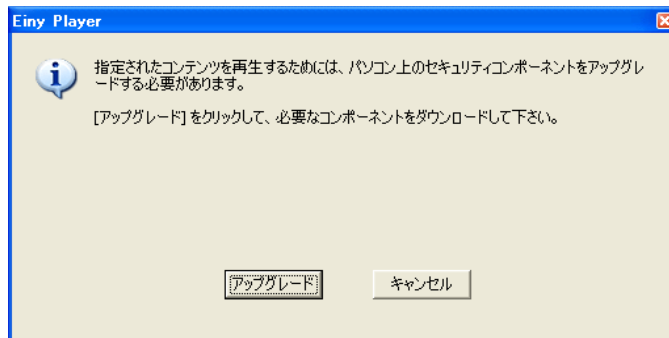 Einy Player
指定されたコンテンツを再生するためには、パソコン上のセキュリティコンポーネントをアップグレ
ードする必要があります。
[アップグレード] をクリックして、必要なコンポーネントをダウンロードして下さい。
アップグレード
キャンセル